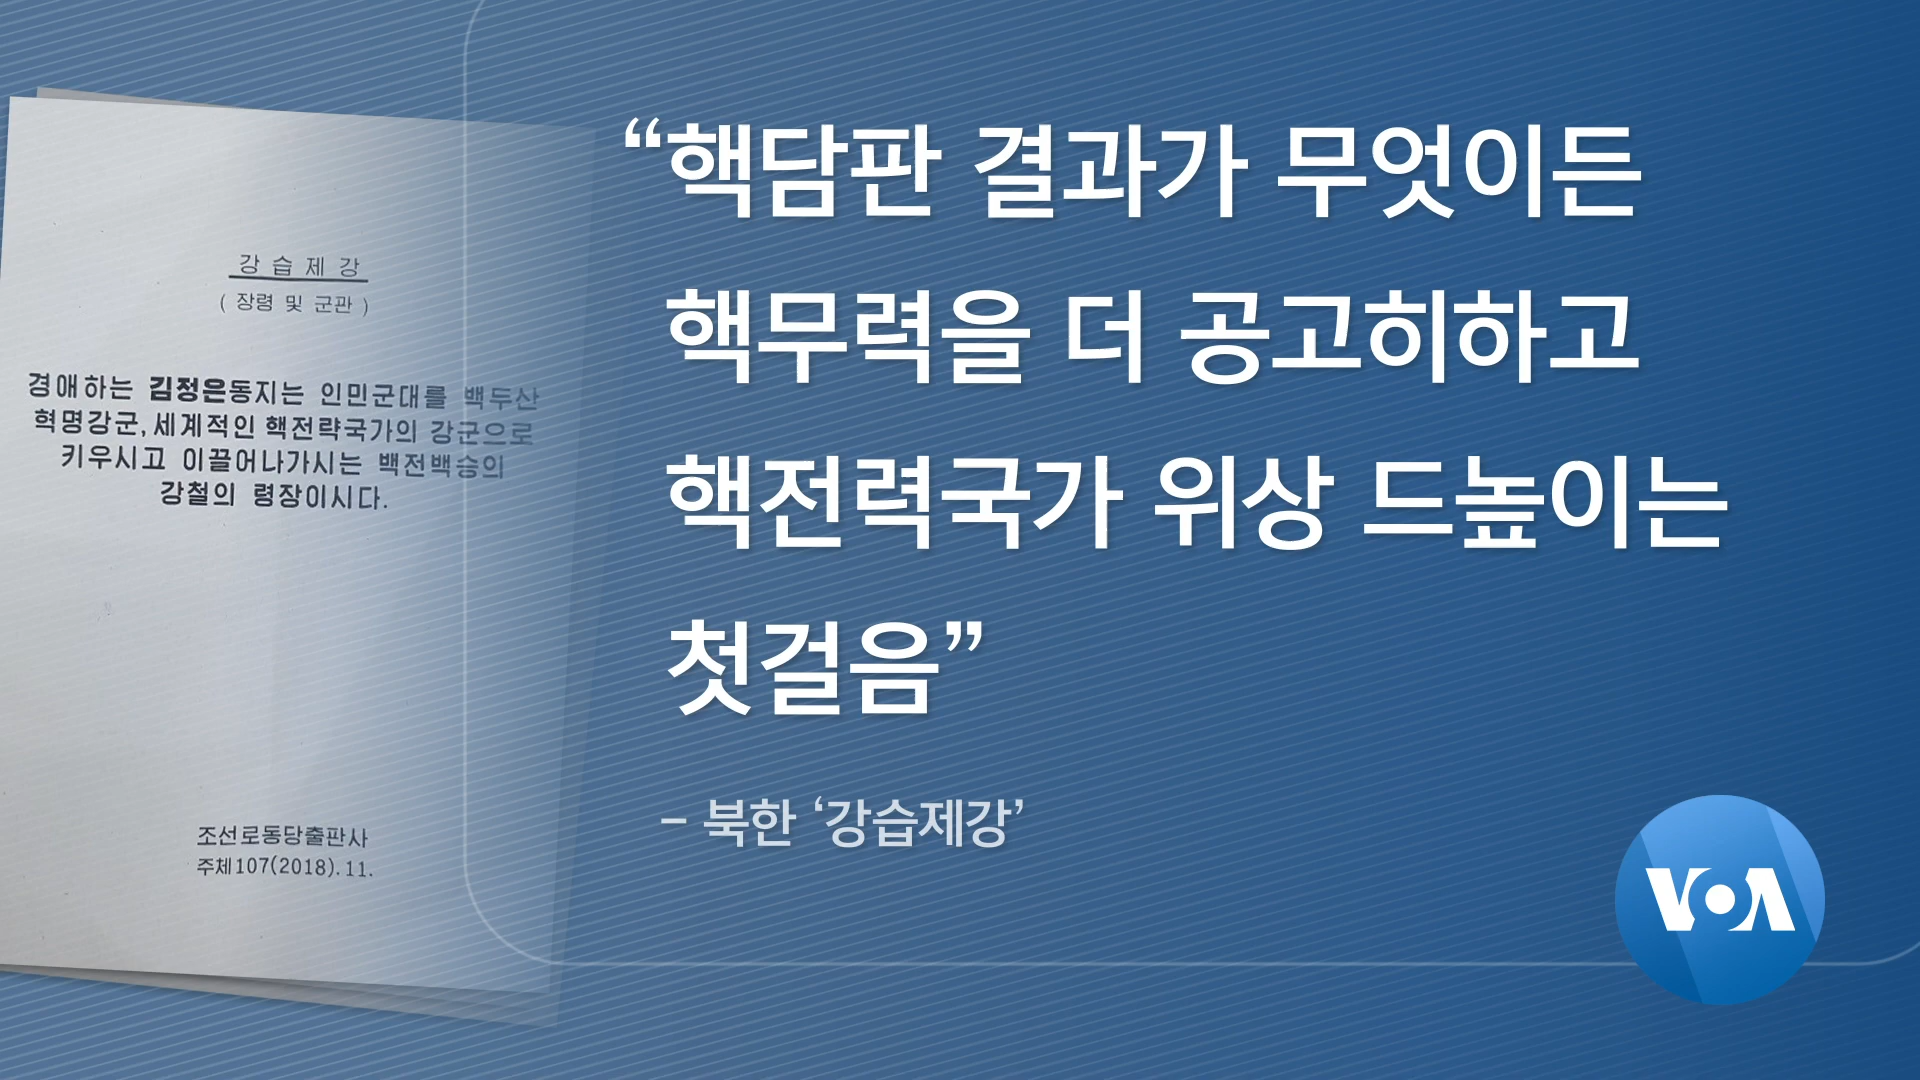 강습제강
( 장령 및 군관 )
경애하는 김정은동지는 인민군대를 백두산
혁명강군, 세계적인 핵전략국가의 강군으로
키우시고 이끌어나가시는 백전백승의
강철의 령장이시다.
조선로동당출판사
주체107(2018). 11.
“핵담판 결과가 무엇이든
핵무력을 더 공고히하고
핵전력국가 위상 드높이는
첫걸음”
– 북한 ‘강습제강’
VOA